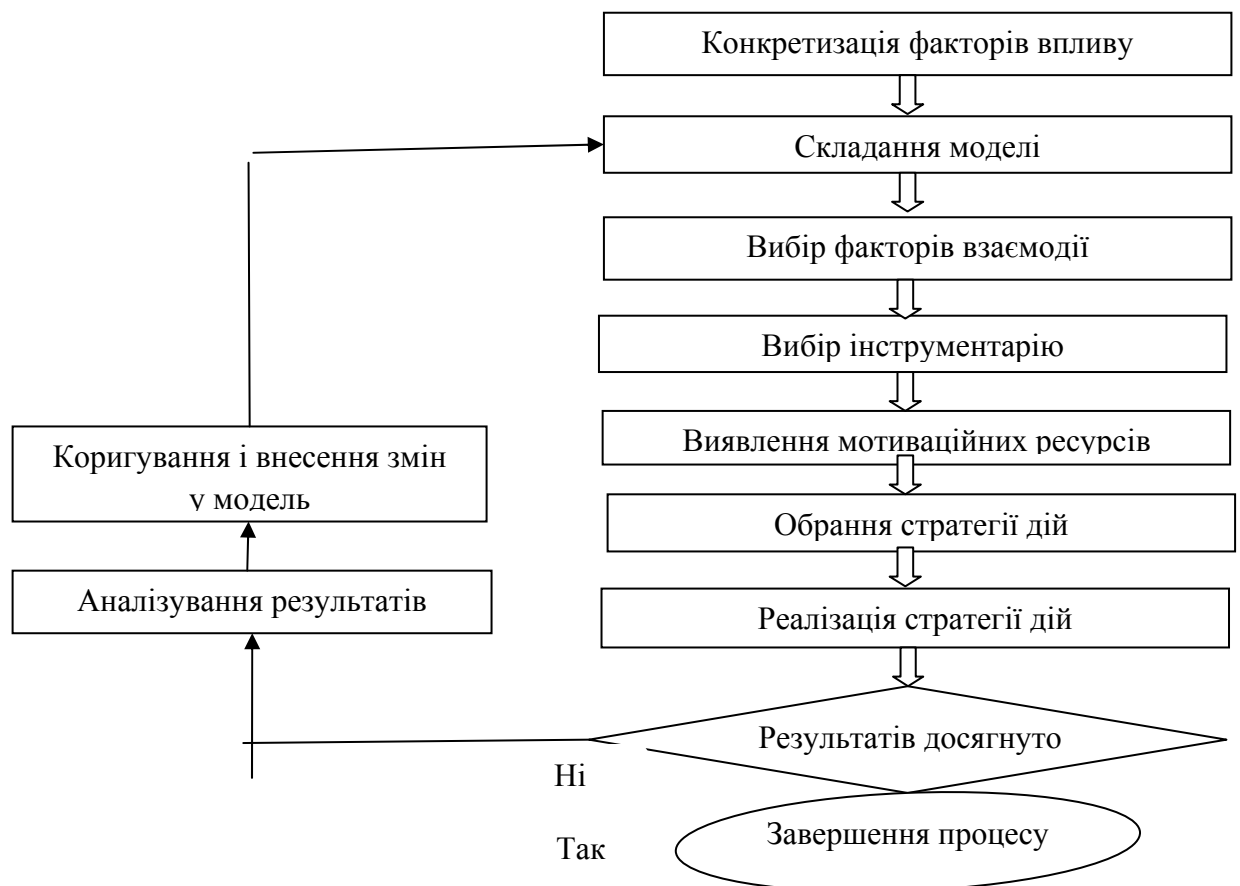 Конкретизація факторів впливу
Складання моделі
Вибір факторів взаємодії
Вибір інструментарію
Виявлення мотиваційних ресурсів
Обрання стратегії дій
Реалізація стратегії дій
Результатів досягнуто
Ні
Так
Завершення процесу
Аналізування результатів
Коригування і внесення змін
у модель